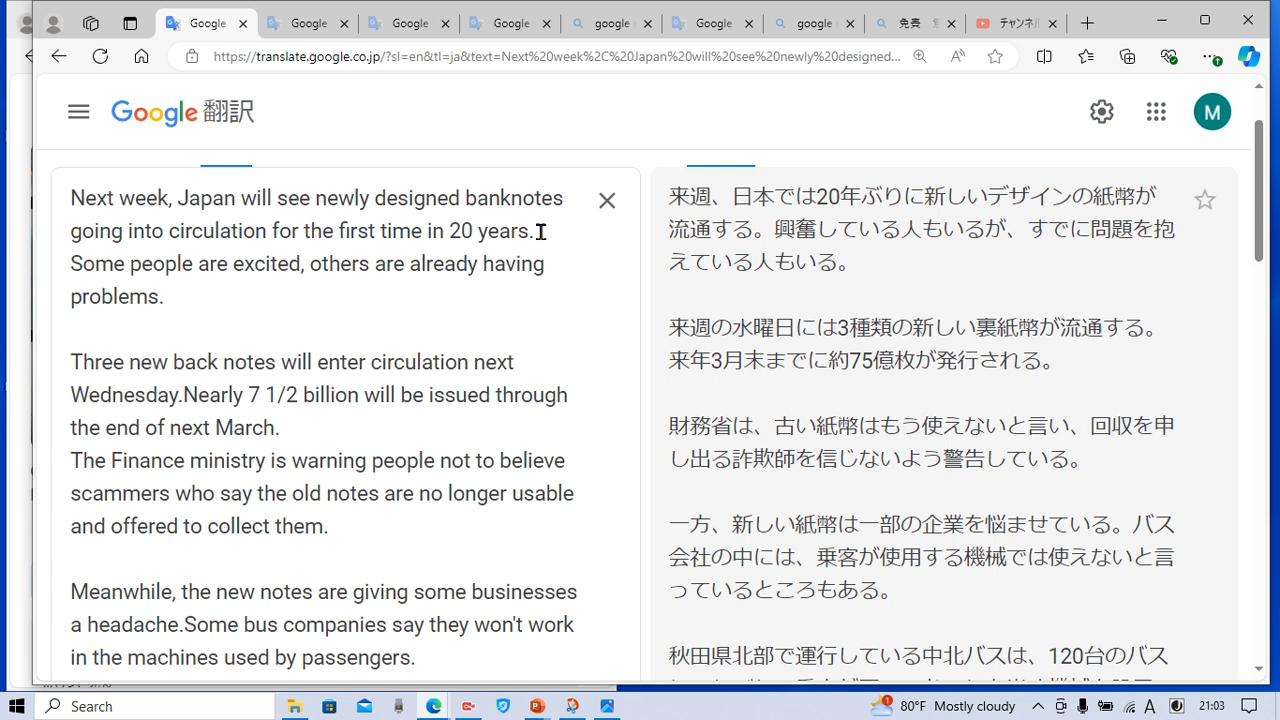 Google
Google
Google
Google
google
Google
google
免責
チャンネル
https://translate.google.co.jp/?sl=en&tl=ja&text=Next%20week%2C%20Japan%20will%20see%20newly%20designed...
Google 翻訳
M
Next week, Japan will see newly designed banknotes
going into circulation for the first time in 20 years.
Some people are excited, others are already having
problems.
Three new back notes will enter circulation next
Wednesday.Nearly 7 1/2 billion will be issued through
the end of next March.
The Finance ministry is warning people not to believe
scammers who say the old notes are no longer usable
and offered to collect them.
Meanwhile, the new notes are giving some businesses
a headache.Some bus companies say they won't work
in the machines used by passengers.
来週、日本では20年ぶりに新しいデザインの紙幣が
流通する。興奮している人もいるが、すでに問題を抱
えている人もいる。
来週の水曜日には3種類の新しい裏紙幣が流通する。
来年3月末までに約75億枚が発行される。
財務省は、古い紙幣はもう使えないと言い、回収を申
し出る詐欺師を信じないよう警告している。
一方、新しい紙幣は一部の企業を悩ませている。バス
会社の中には、乗客が使用する機械では使えないと言
っているところもある。
秋田県北部で運行している中北バスは、120台のバス
Search
80°F Mostly cloudy
A
21:03